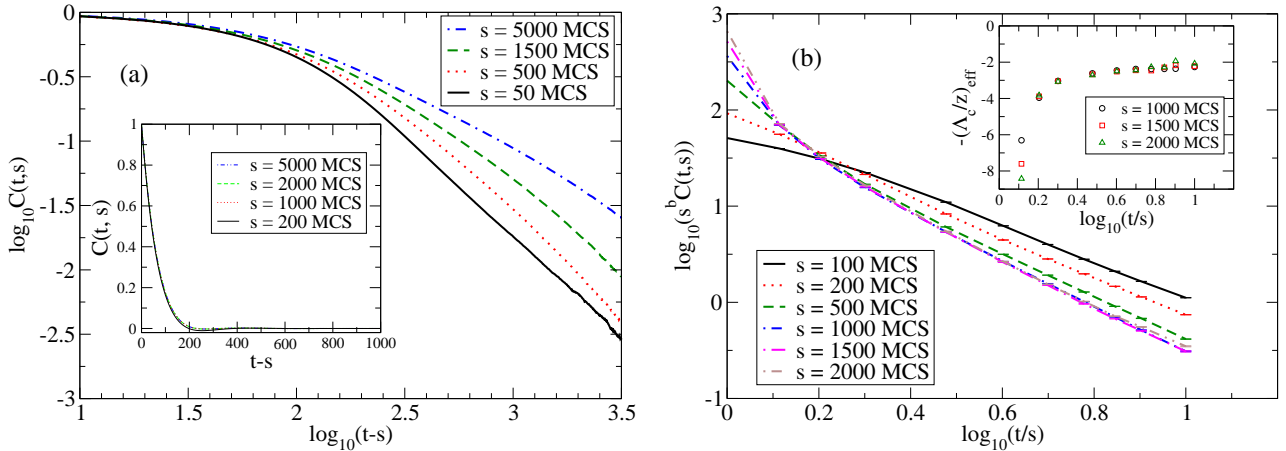 0
-0.5
-1.0
-1.5
-2.0
-2.5
-3
1
1.5
2
2.5
3
3.5
log10(t-s)
log10C(t,s)
(a)
s = 5000 MCS
s = 1500 MCS
s = 500 MCS
s = 50 MCS
1
0.8
0.6
0.4
0.2
0
0
200
400
600
800
1000
t-s
C(t, s)
s = 5000 MCS
s = 2000 MCS
s = 1000 MCS
s = 200 MCS
3
2
1
0
-1
0
0.2
0.4
0.6
0.8
1
log10(t/s)
log10(s^b C(t,s))
(b)
s = 100 MCS
s = 200 MCS
s = 500 MCS
s = 1000 MCS
s = 1500 MCS
s = 2000 MCS
0
-2
-4
-6
-8
0
0.2
0.4
0.6
0.8
1
log10(t/s)
-(Λc/z)eff
s = 1000 MCS
s = 1500 MCS
s = 2000 MCS